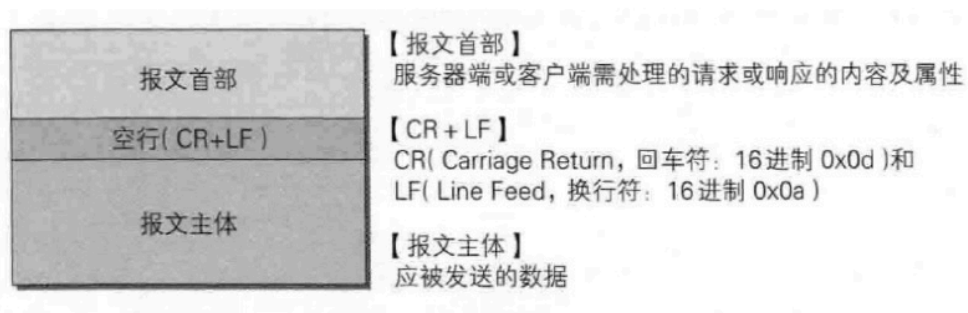 报文首部
空行( CR+LF )
报文主体
【报文首部】
服务器端或客户端需处理的请求或响应的内容及属性
【CR + LF】
CR( Carriage Return，回车符：16进制 0x0d )和
LF( Line Feed，换行符：16进制 0x0a )
【报文主体】
应被发送的数据